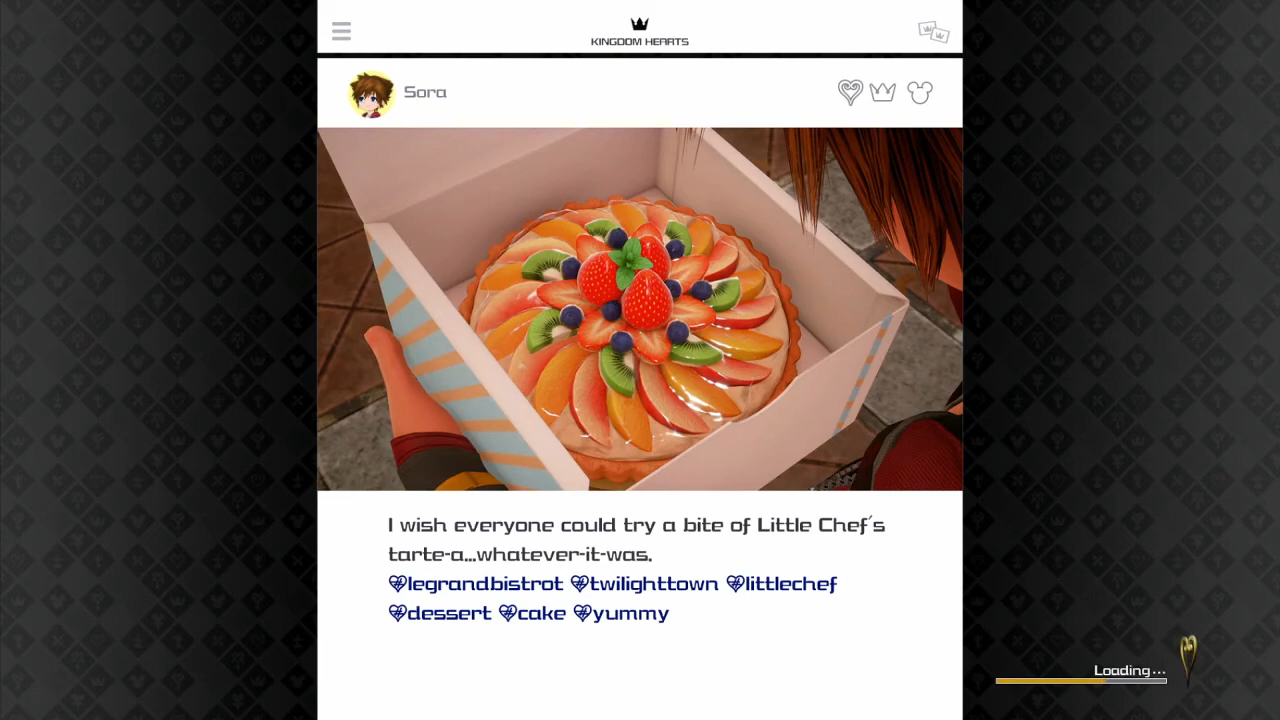 KINGDOM HEARTS
Sora
I wish everyone could try a bite of Little Chef's
tarte-a...whatever-it-was.
#legrandbistrot #twilighttown #littlechef
#dessert #cake #yummy
Loading...